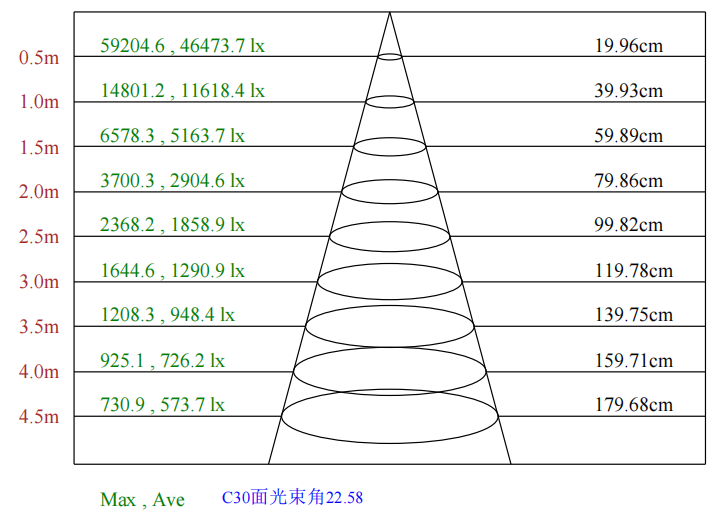 59204.6 , 46473.7 lx 19.96cm
0.5m
14801.2 , 11618.4 lx 39.93cm
1.0m
6578.3 , 5163.7 lx 59.89cm
1.5m
3700.3 , 2904.6 lx 79.86cm
2.0m
2368.2 , 1858.9 lx 99.82cm
2.5m
1644.6 , 1290.9 lx 119.78cm
3.0m
1208.3 , 948.4 lx 139.75cm
3.5m
925.1 , 726.2 lx 159.71cm
4.0m
730.9 , 573.7 lx 179.68cm
4.5m
Max , Ave C30面光束角22.58